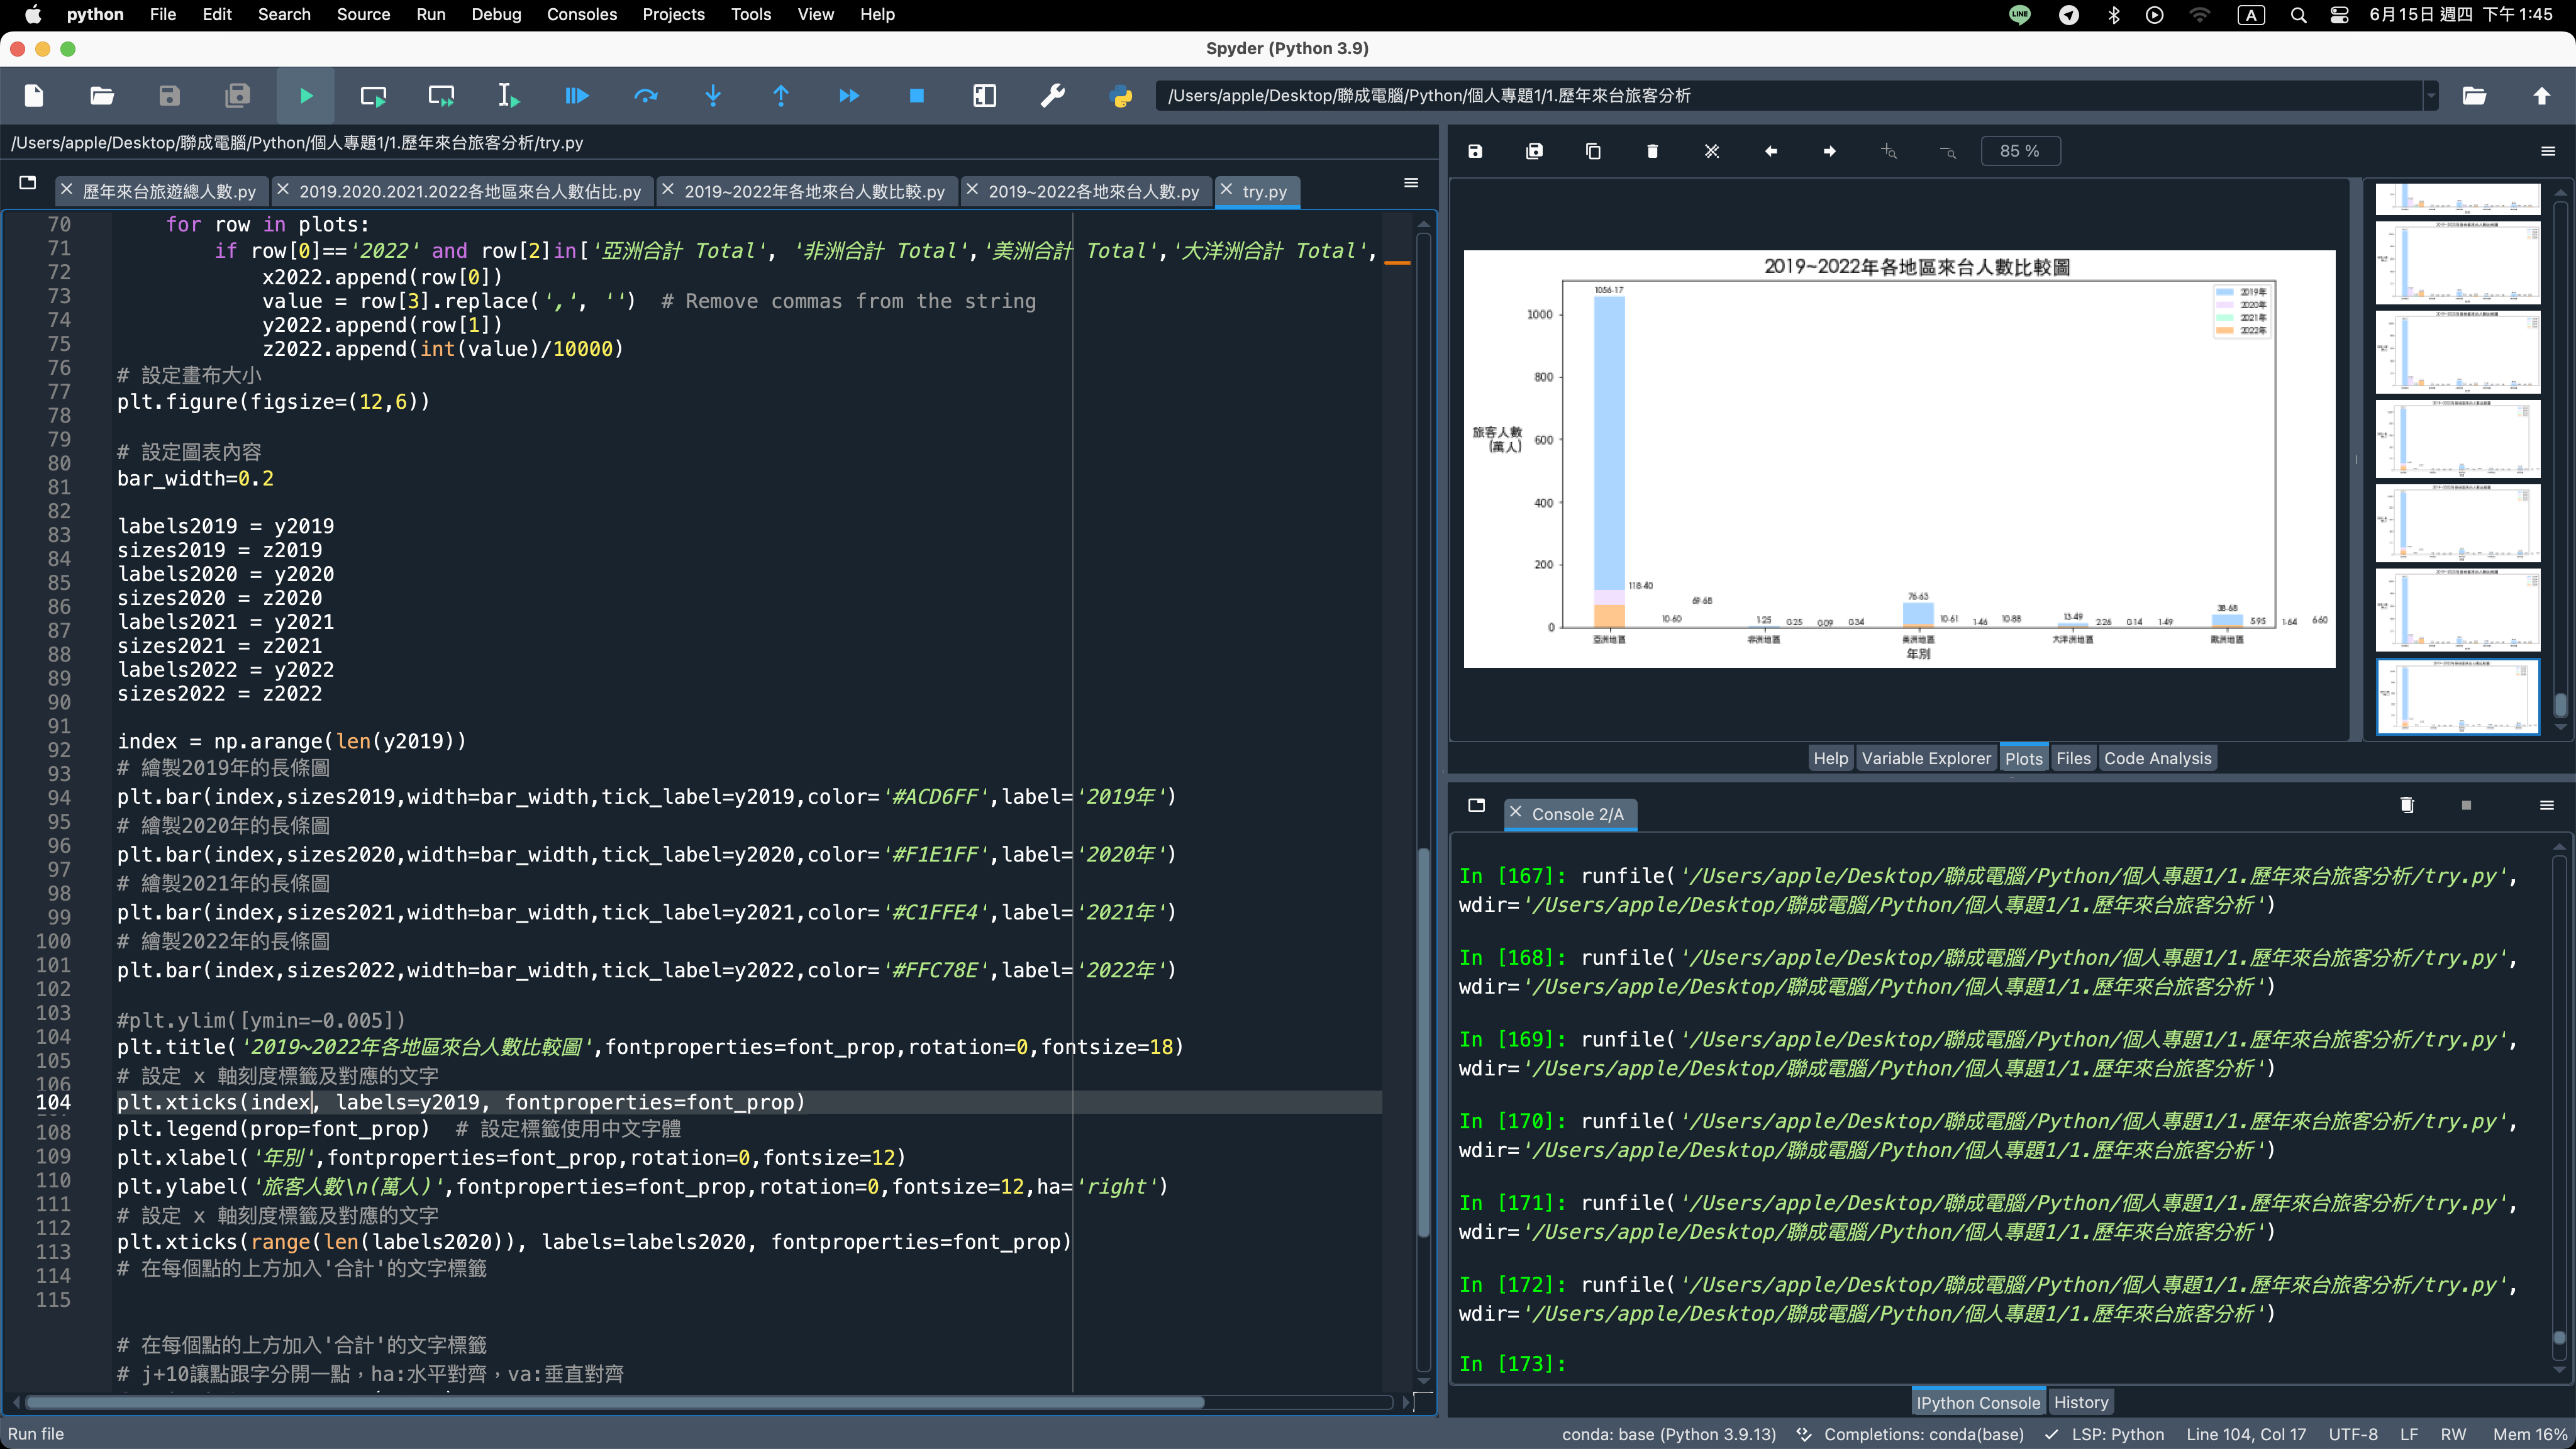 python File Edit Search Source Run Debug Consoles Projects Tools View Help
LINE A 6月15日 週四 下午 1:45
Spyder (Python 3.9)
/Users/apple/Desktop/聯成電腦/Python/個人專題1/1.歷年來台旅客分析
/Users/apple/Desktop/聯成電腦/Python/個人專題1/1.歷年來台旅客分析/try.py
歷年來台旅遊總人數.py 2019.2020.2021.2022各地區來台人數佔比.py 2019~2022年各地來台人數比較.py 2019~2022各地來台人數.py try.py
70 for row in plots:
71 if row[0]=='2022' and row[2]in['亞洲合計 Total', '非洲合計 Total','美洲合計 Total','大洋洲合計 Total',
72 x2022.append(row[0])
73 value = row[3].replace(',', '') # Remove commas from the string
74 y2022.append(row[1])
75 z2022.append(int(value)/10000)
76 # 設定畫布大小
77 plt.figure(figsize=(12,6))
78
79 # 設定圖表內容
80 bar_width=0.2
81
82
83 labels2019 = y2019
84 sizes2019 = z2019
85 labels2020 = y2020
86 sizes2020 = z2020
87 labels2021 = y2021
88 sizes2021 = z2021
89 labels2022 = y2022
90 sizes2022 = z2022
91
92 index = np.arange(len(y2019))
93 # 繪製2019年的長條圖
94 plt.bar(index,sizes2019,width=bar_width,tick_label=y2019,color='#ACD6FF',label='2019年')
95 # 繪製2020年的長條圖
96 plt.bar(index,sizes2020,width=bar_width,tick_label=y2020,color='#F1E1FF',label='2020年')
97
98 # 繪製2021年的長條圖
99 plt.bar(index,sizes2021,width=bar_width,tick_label=y2021,color='#C1FFE4',label='2021年')
100 # 繪製2022年的長條圖
101 plt.bar(index,sizes2022,width=bar_width,tick_label=y2022,color='#FFC78E',label='2022年')
102
103 #plt.ylim([ymin=-0.005])
104 plt.title('2019~2022年各地區來台人數比較圖',fontproperties=font_prop,rotation=0,fontsize=18)
105
106 # 設定 x 軸刻度標籤及對應的文字
104 plt.xticks(index, labels=y2019, fontproperties=font_prop)
108 plt.legend(prop=font_prop) # 設定標籤使用中文字體
109 plt.xlabel('年別',fontproperties=font_prop,rotation=0,fontsize=12)
110 plt.ylabel('旅客人數\n(萬人)',fontproperties=font_prop,rotation=0,fontsize=12,ha='right')
111 # 設定 x 軸刻度標籤及對應的文字
112
113 plt.xticks(range(len(labels2020)), labels=labels2020, fontproperties=font_prop)
114 # 在每個點的上方加入'合計'的文字標籤
115
# 在每個點的上方加入'合計'的文字標籤
# j+10讓點跟字分開一點，ha:水平對齊，va:垂直對齊
85 %
2019~2022年各地區來台人數比較圖
1056.17
2019年
2020年
2021年
2022年
1000
800
旅客人數
(萬人)
600
400
200
0
118.40 10.60 69.68 1.25 0.25 0.09 0.34 76.63 10.61 1.46 10.88 13.49 2.26 0.14 1.49 38.68 5.95 1.64 6.60
亞洲地區 非洲地區 美洲地區 大洋洲地區 歐洲地區
年別
Help Variable Explorer Plots Files Code Analysis
Console 2/A
In [167]: runfile('/Users/apple/Desktop/聯成電腦/Python/個人專題1/1.歷年來台旅客分析/try.py',
wdir='/Users/apple/Desktop/聯成電腦/Python/個人專題1/1.歷年來台旅客分析')
In [168]: runfile('/Users/apple/Desktop/聯成電腦/Python/個人專題1/1.歷年來台旅客分析/try.py',
wdir='/Users/apple/Desktop/聯成電腦/Python/個人專題1/1.歷年來台旅客分析')
In [169]: runfile('/Users/apple/Desktop/聯成電腦/Python/個人專題1/1.歷年來台旅客分析/try.py',
wdir='/Users/apple/Desktop/聯成電腦/Python/個人專題1/1.歷年來台旅客分析')
In [170]: runfile('/Users/apple/Desktop/聯成電腦/Python/個人專題1/1.歷年來台旅客分析/try.py',
wdir='/Users/apple/Desktop/聯成電腦/Python/個人專題1/1.歷年來台旅客分析')
In [171]: runfile('/Users/apple/Desktop/聯成電腦/Python/個人專題1/1.歷年來台旅客分析/try.py',
wdir='/Users/apple/Desktop/聯成電腦/Python/個人專題1/1.歷年來台旅客分析')
In [172]: runfile('/Users/apple/Desktop/聯成電腦/Python/個人專題1/1.歷年來台旅客分析/try.py',
wdir='/Users/apple/Desktop/聯成電腦/Python/個人專題1/1.歷年來台旅客分析')
In [173]:
IPython Console History
Run file conda: base (Python 3.9.13) Completions: conda(base) LSP: Python Line 104, Col 17 UTF-8 LF RW Mem 16%